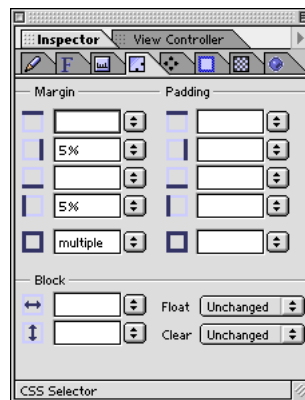 Inspector View Controller
F
Margin Padding
5%
5%
multiple
Block
Float Unchanged
Clear Unchanged
CSS Selector